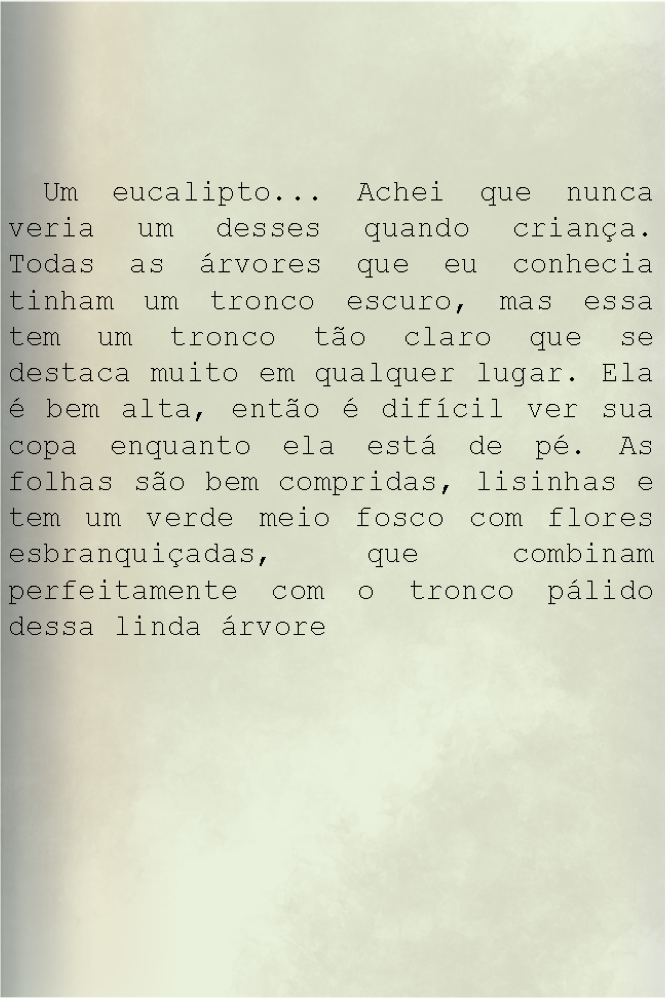 Um eucalipto... Achei que nunca
veria um desses quando criança.
Todas as árvores que eu conhecia
tinham um tronco escuro, mas essa
tem um tronco tão claro que se
destaca muito em qualquer lugar. Ela
é bem alta, então é difícil ver sua
copa enquanto ela está de pé. As
folhas são bem compridas, lisinhas e
tem um verde meio fosco com flores
esbranquiçadas, que combinam
perfeitamente com o tronco pálido
dessa linda árvore